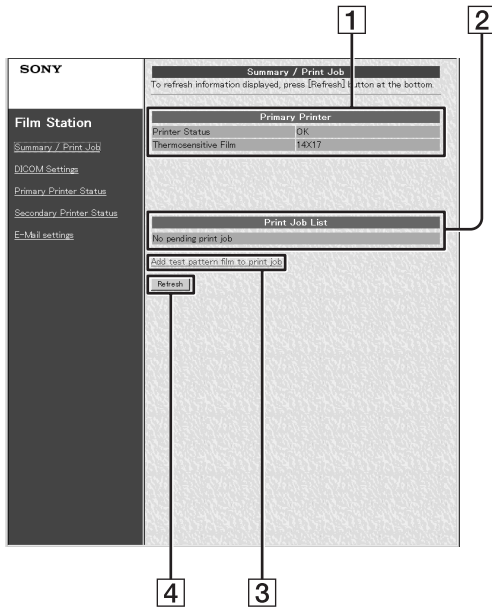 1 2
SONY
Summary / Print Job
To refresh information displayed, press [Refresh] button at the bottom.
Film Station
Summary / Print Job
DICOM Settings
Primary Printer Status
Secondary Printer Status
E-Mail settings
Primary Printer
Printer Status OK
Thermosensitive Film 14X17
Print Job List
No pending print job
Add test pattern film to print job
Refresh
4 3